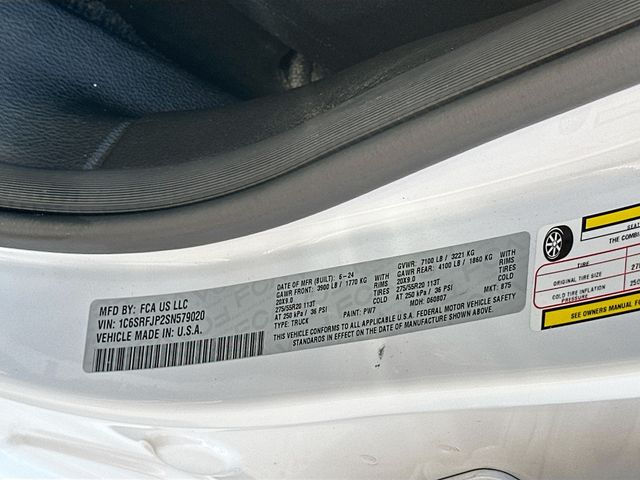 MFD BY: FCA US LLC
VIN: 1C6SRFJP2SN579020
VEHICLE MADE IN: U.S.A.
DATE OF MFR (BUILT): 6-24
GAWR FRONT: 3900 LB / 1770 KG WITH
20X9.0 RIMS
275/55R20 113T TIRES
AT 250 kPa / 36 PSI COLD
TYPE: TRUCK PAINT: PW7
GVWR: 7100 LB / 3221 KG
GAWR REAR: 4100 LB / 1860 KG WITH
20X9.0 RIMS
275/55R20 113T TIRES
AT 250 kPa / 36 PSI COLD
MDH: 060807 MKT: 875
THIS VEHICLE CONFORMS TO ALL APPLICABLE U.S.A. FEDERAL MOTOR VEHICLE SAFETY
STANDARDS IN EFFECT ON THE DATE OF MANUFACTURE SHOWN ABOVE
THE COMBI
TIRE
ORIGINAL TIRE SIZE
COLD TIRE INFLATION
PRESSURE
SEE OWNERS MANUAL FOR